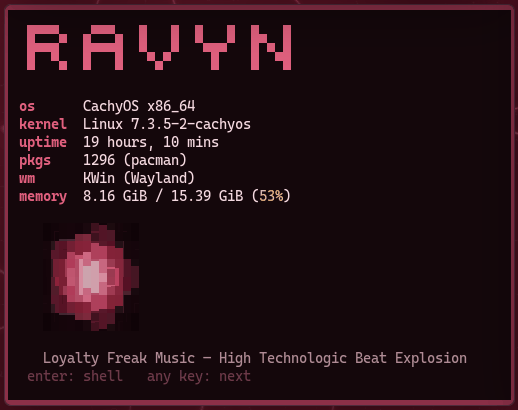 RAVYN
os      CachyOS x86_64
kernel  Linux 7.3.5-2-cachyos
uptime  19 hours, 10 mins
pkgs    1296 (pacman)
wm      KWin (Wayland)
memory  8.16 GiB / 15.39 GiB (53%)
Loyalty Freak Music — High Technologic Beat Explosion
enter: shell   any key: next